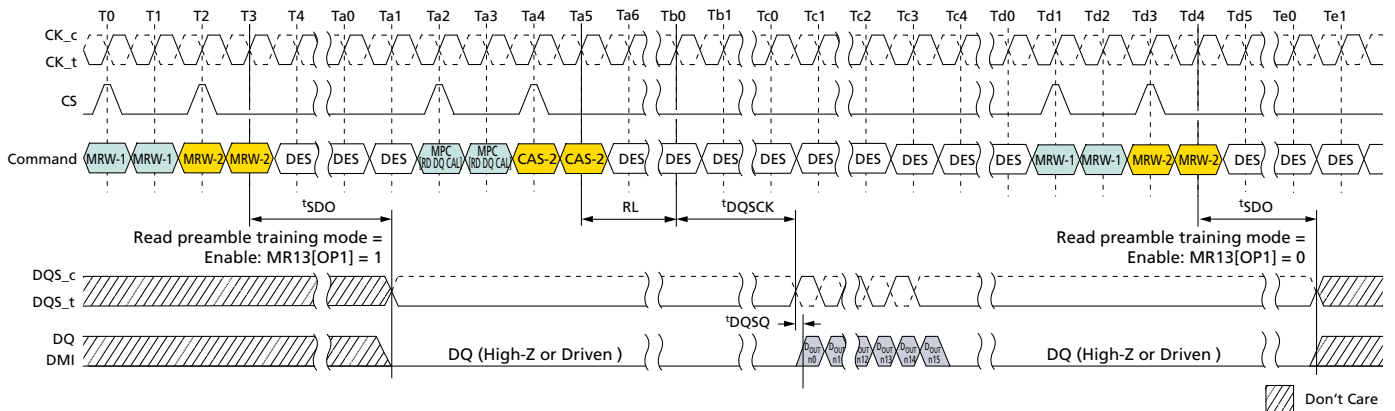 T0 T1 T2 T3 T4 Ta0 Ta1 Ta2 Ta3 Ta4 Ta5 Ta6 Tb0 Tb1 Tc0 Tc1 Tc2 Tc3 Tc4 Td0 Td1 Td2 Td3 Td4 Td5 Te0 Te1
CK_c
CK_t
CS
Command MRW-1 MRW-1 MRW-2 MRW-2 DES DES DES MPC [RD DQ CAL] MPC [RD DQ CAL] CAS-2 CAS-2 DES DES DES DES DES DES DES DES DES MRW-1 MRW-1 MRW-2 MRW-2 DES DES DES
tSDO RL tDQSCK tSDO
Read preamble training mode =
Enable: MR13[OP1] = 1
Read preamble training mode =
Enable: MR13[OP1] = 0
DQS_c
DQS_t
tDQSQ
DQ
DMI
DQ (High-Z or Driven )
DOUT n0 DOUT n1 DOUT n12 DOUT n13 DOUT n14 DOUT n15
DQ (High-Z or Driven )
Don't Care